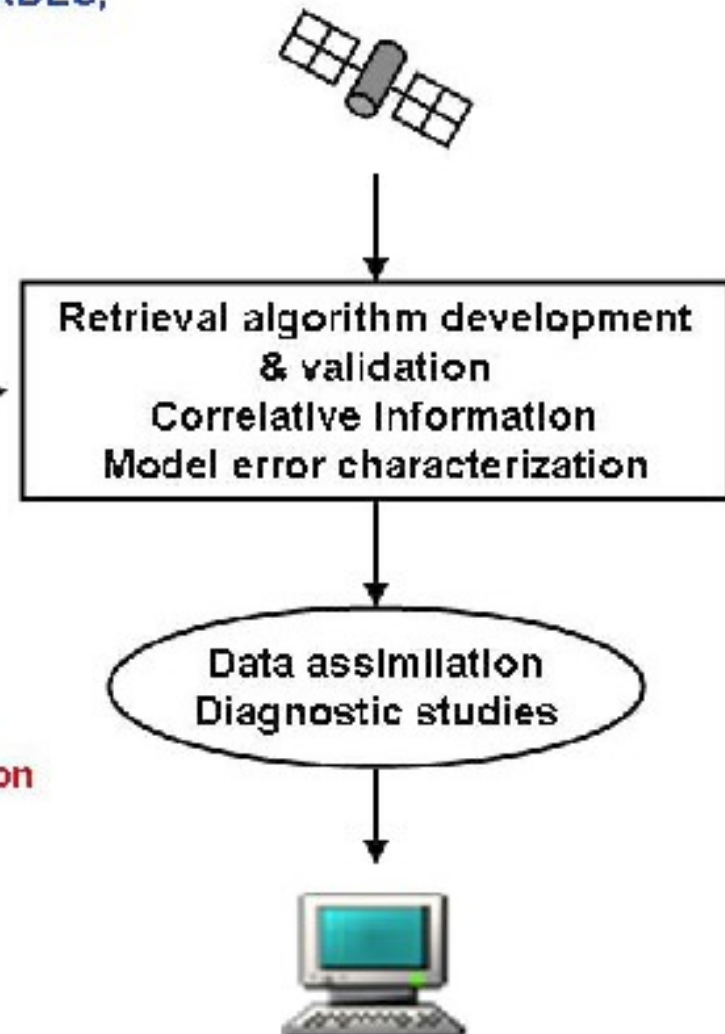 Retrieval algorithm development
& validation
Correlative Information
Model error characterization
Data assimilation
Diagnostic studies